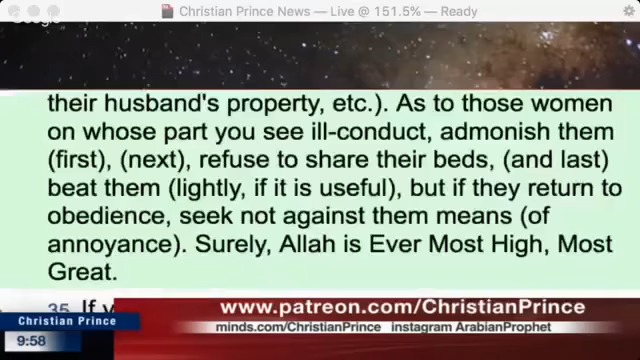 Christian Prince News — Live @ 151.5% — Ready
Google
their husband's property, etc.). As to those women
on whose part you see ill-conduct, admonish them
(first), (next), refuse to share their beds, (and last)
beat them (lightly, if it is useful), but if they return to
obedience, seek not against them means (of
annoyance). Surely, Allah is Ever Most High, Most
Great.
35. If
www.patreon.com/ChristianPrince
minds.com/ChristianPrince instagram ArabianProphet
Christian Prince
9:58